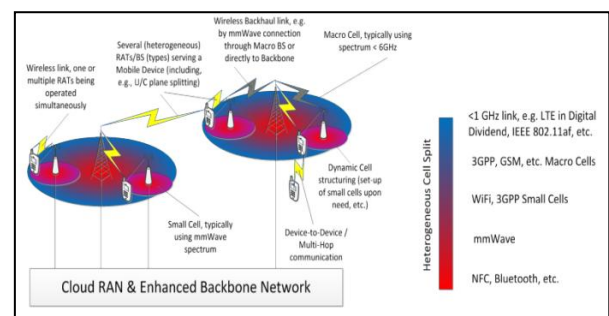 Wireless link, one or
multiple RATs being
operated
simultaneously
Several (heterogeneous)
RATs/BS (types) serving a
Mobile Device (including,
e.g., U/C plane splitting)
Wireless Backhaul link, e.g.
by mmWave connection
through Macro BS or
directly to Backbone
Macro Cell, typically using
spectrum < 6GHz
Small Cell, typically
using mmWave
spectrum
Dynamic Cell
structuring (set-up
of small cells upon
need, etc.)
Device-to-Device /
Multi-Hop
communication
Cloud RAN & Enhanced Backbone Network
Heterogeneous Cell Split
<1 GHz link, e.g. LTE in Digital
Dividend, IEEE 802.11af, etc.
3GPP, GSM, etc. Macro Cells
WiFi, 3GPP Small Cells
mmWave
NFC, Bluetooth, etc.